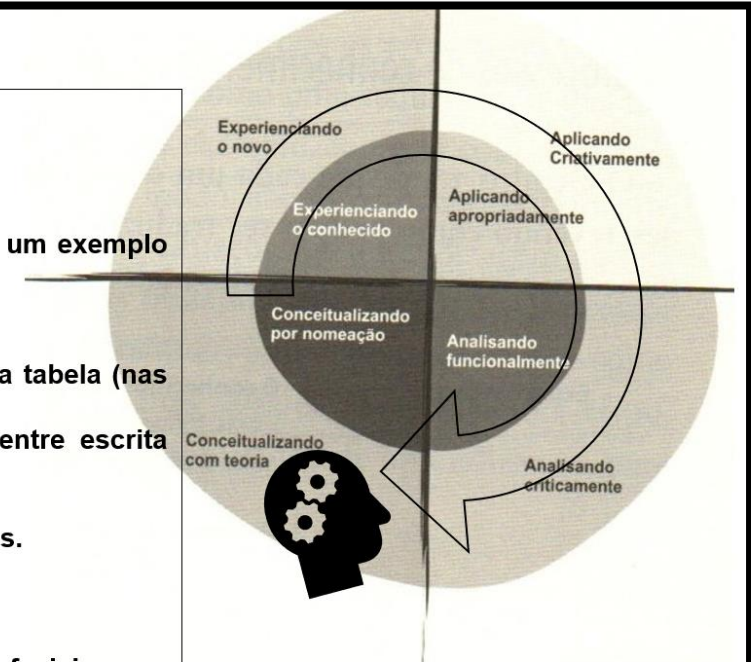 um exemplo
a tabela (nas
entre escrita
s.
Experienciando
o novo
Aplicando
Criativamente
Experienciando
o conhecido
Aplicando
apropriadamente
Conceitualizando
por nomeação
Analisando
funcionalmente
Conceitualizando
com teoria
Analisando
criticamente